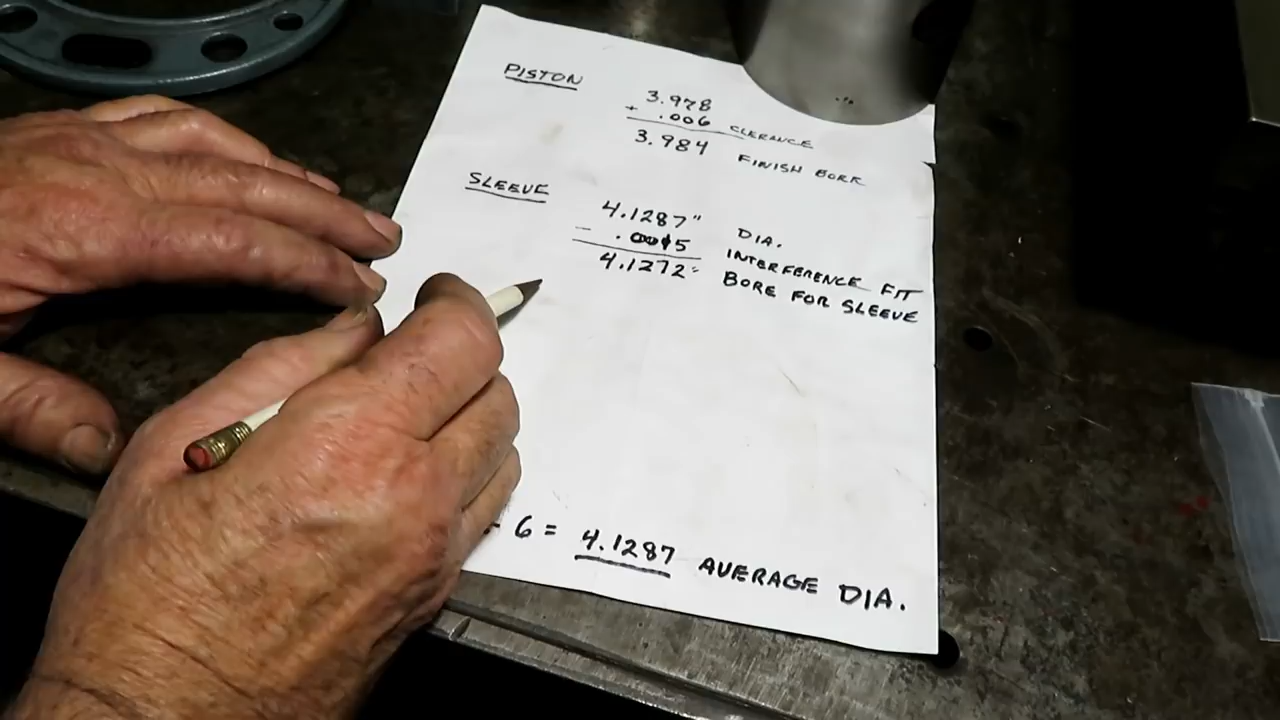 PISTON
3.978
+ .006 CLERANCE
3.984 FINISH BORE
SLEEVE
4.1287" DIA.
- .0015 INTERFERENCE FIT
4.1272" BORE FOR SLEEVE
6 = 4.1287 AVERAGE DIA.